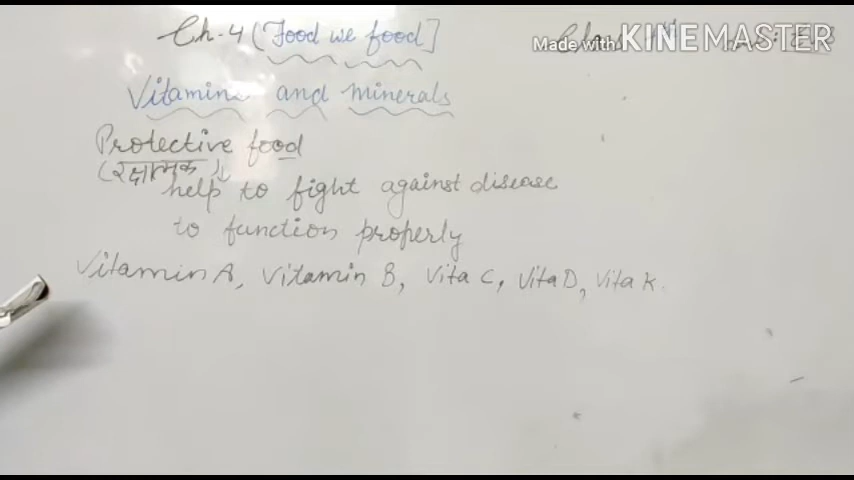 Ch-4 (Food we food]
Made with KINEMASTER
Vitamins and minerals
Protective food
(रक्षात्मक)↓
help to fight against disease
to function properly
Vitamin A, Vitamin B, Vita C, Vita D, Vita K.